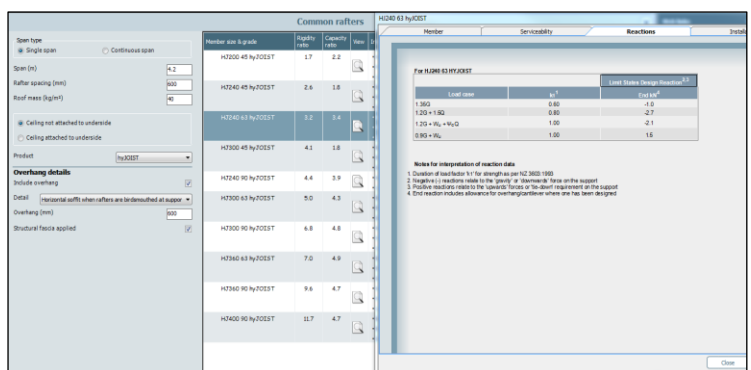 Common rafters
Span type
Single span
Continuous span
Span (m) 4.2
Rafter spacing (mm) 600
Roof mass (kg/m²) 40
Ceiling not attached to underside
Ceiling attached to underside
Product hyJOIST
Overhang details
Include overhang
Detail Horizontal soffit when rafters are birdsmouthed at suppor
Overhang (mm) 600
Structural fascia applied
Member size & grade Rigidity ratio Capacity ratio View
HJ200 45 hyJOIST 1.7 2.2
HJ240 45 hyJOIST 2.6 1.8
HJ240 63 hyJOIST 3.2 3.4
HJ300 45 hyJOIST 4.1 1.8
HJ240 90 hyJOIST 4.4 3.9
HJ300 63 hyJOIST 5.0 4.3
HJ300 90 hyJOIST 6.8 4.8
HJ360 63 hyJOIST 7.0 4.9
HJ360 90 hyJOIST 9.6 4.7
HJ400 90 hyJOIST 11.7 4.7
HJ240 63 hyJOIST
Member Serviceability Reactions Instal
For HJ240 63 HYJOIST
Limit States Design Reaction
Load case k1 End kN4
1.35G 0.60 -1.0
1.2G + 1.5Q 0.80 -2.7
1.2G + Wu + ΨcQ 1.00 -2.1
0.9G + Wu 1.00 1.6
Notes for interpretation of reaction data
1. Duration of load factor 'k1' for strength as per NZ 3603:1993
2. Negative (-) reactions relate to the 'gravity' or 'downwards' force on the support
3. Positive reactions relate to the 'upwards' forces or tie-down requirement on the support
4. End reaction includes allowance for overhang/cantilever where one has been designed
Close